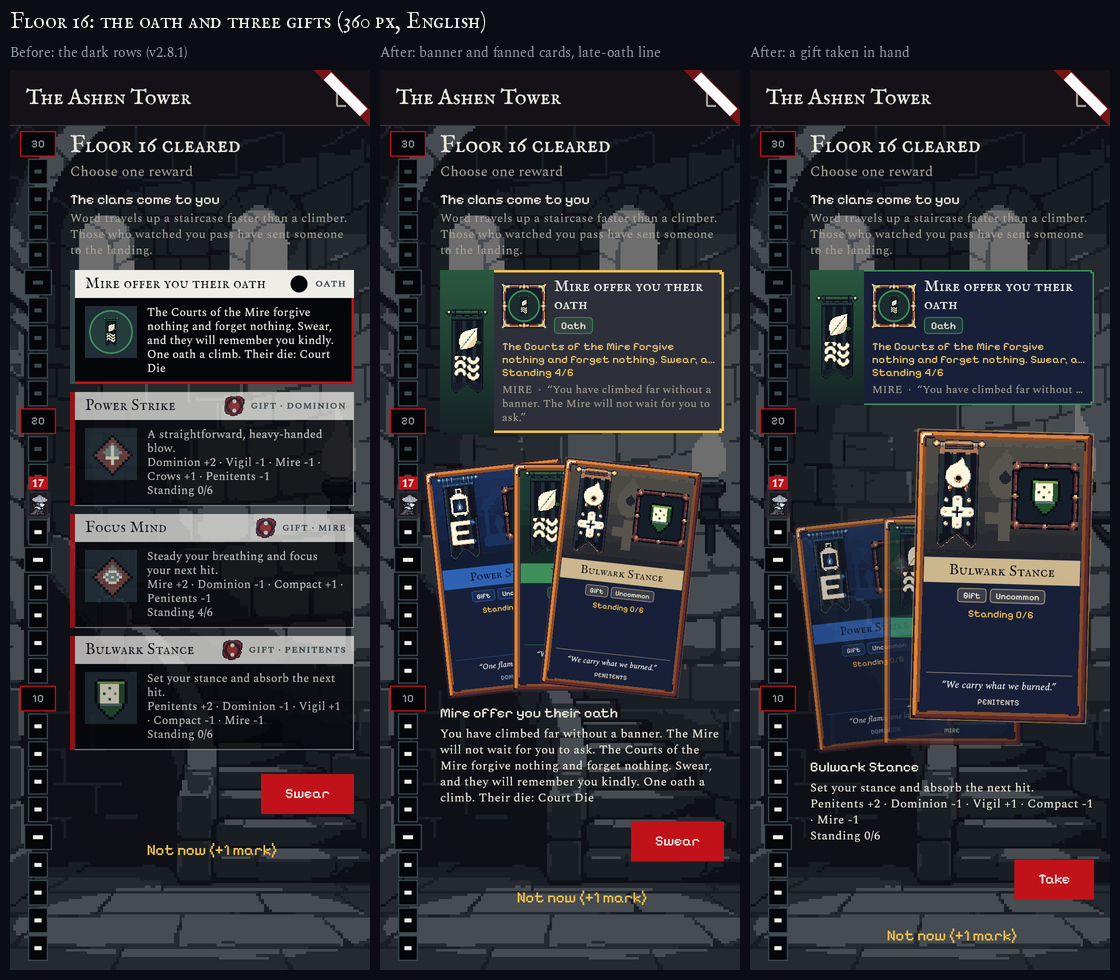 Floor 16: the oath and three gifts (360 px, English)
Before: the dark rows (v2.8.1)
The Ashen Tower
30
Floor 16 cleared
Choose one reward
The clans come to you
Word travels up a staircase faster than a climber.
Those who watched you pass have sent someone
to the landing.
Mire offer you their oath
OATH
The Courts of the Mire forgive
nothing and forget nothing. Swear,
and they will remember you kindly.
One oath a climb. Their die: Court
Die
Power Strike
GIFT · DOMINION
A straightforward, heavy-handed
blow.
Dominion +2 · Vigil -1 · Mire -1 ·
Crows +1 · Penitents -1
Standing 0/6
20
17
Focus Mind
GIFT · MIRE
Steady your breathing and focus
your next hit.
Mire +2 · Dominion -1 · Compact +1 ·
Penitents -1
Standing 4/6
Bulwark Stance
GIFT · PENITENTS
Set your stance and absorb the next
hit.
Penitents +2 · Dominion -1 · Vigil +1
· Compact -1 · Mire -1
Standing 0/6
10
Swear
Not now (+1 mark)
After: banner and fanned cards, late-oath line
The Ashen Tower
30
Floor 16 cleared
Choose one reward
The clans come to you
Word travels up a staircase faster than a climber.
Those who watched you pass have sent someone
to the landing.
Mire offer you their
oath
Oath
The Courts of the Mire forgive
nothing and forget nothing. Swear, a...
Standing 4/6
MIRE · “You have climbed far without a
banner. The Mire will not wait for you to
ask.”
20
17
E
Power S
Gift
Unc
Standin
“One flam
DOM
Bulwark Stance
Gift
Uncommon
Standing 0/6
“We carry what we burned.”
PENITENTS
10
Mire offer you their oath
You have climbed far without a banner. The Mire
will not wait for you to ask. The Courts of the
Mire forgive nothing and forget nothing. Swear,
and they will remember you kindly. One oath a
climb. Their die: Court Die
Swear
Not now (+1 mark)
After: a gift taken in hand
The Ashen Tower
30
Floor 16 cleared
Choose one reward
The clans come to you
Word travels up a staircase faster than a climber.
Those who watched you pass have sent someone
to the landing.
Mire offer you their
oath
Oath
The Courts of the Mire forgive
nothing and forget nothing. Swear, a...
Standing 4/6
MIRE · “You have climbed far without ...
20
17
E
Power S
Gift
Standing
“One flam
MIRE
Bulwark Stance
Gift
Uncommon
Standing 0/6
“We carry what we burned.”
PENITENTS
10
Bulwark Stance
Set your stance and absorb the next hit.
Penitents +2 · Dominion -1 · Vigil +1 · Compact -1
· Mire -1
Standing 0/6
Take
Not now (+1 mark)